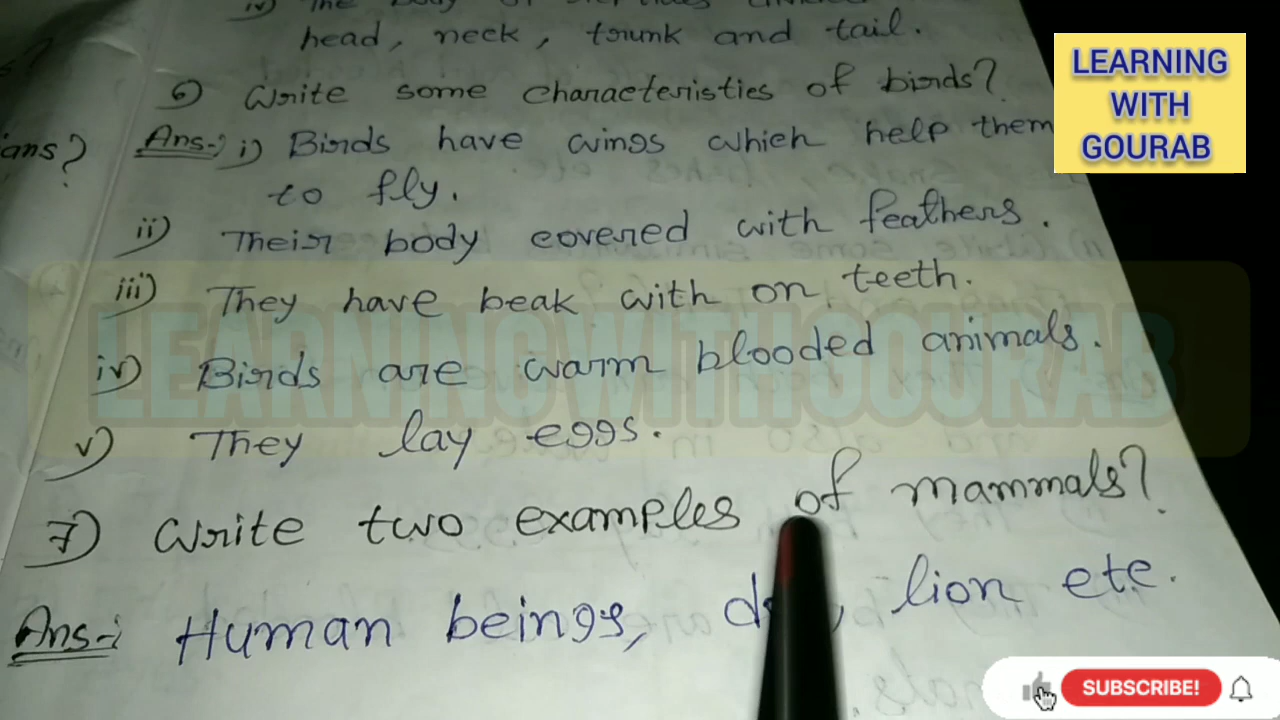 head, neck, trunk and tail.
6) Write some characteristics of birds?
ans?
Ans:- i) Birds have wings which help them
to fly.
ii) Their body covered with feathers.
iii) They have beak with on teeth.
iv) Birds are warm blooded animals.
v) They lay eggs.
7) Write two examples of mammals?
Ans:- Human beings, lion etc.
LEARNING
WITH
GOURAB
LEARNINGWITHGOURAB
SUBSCRIBE!